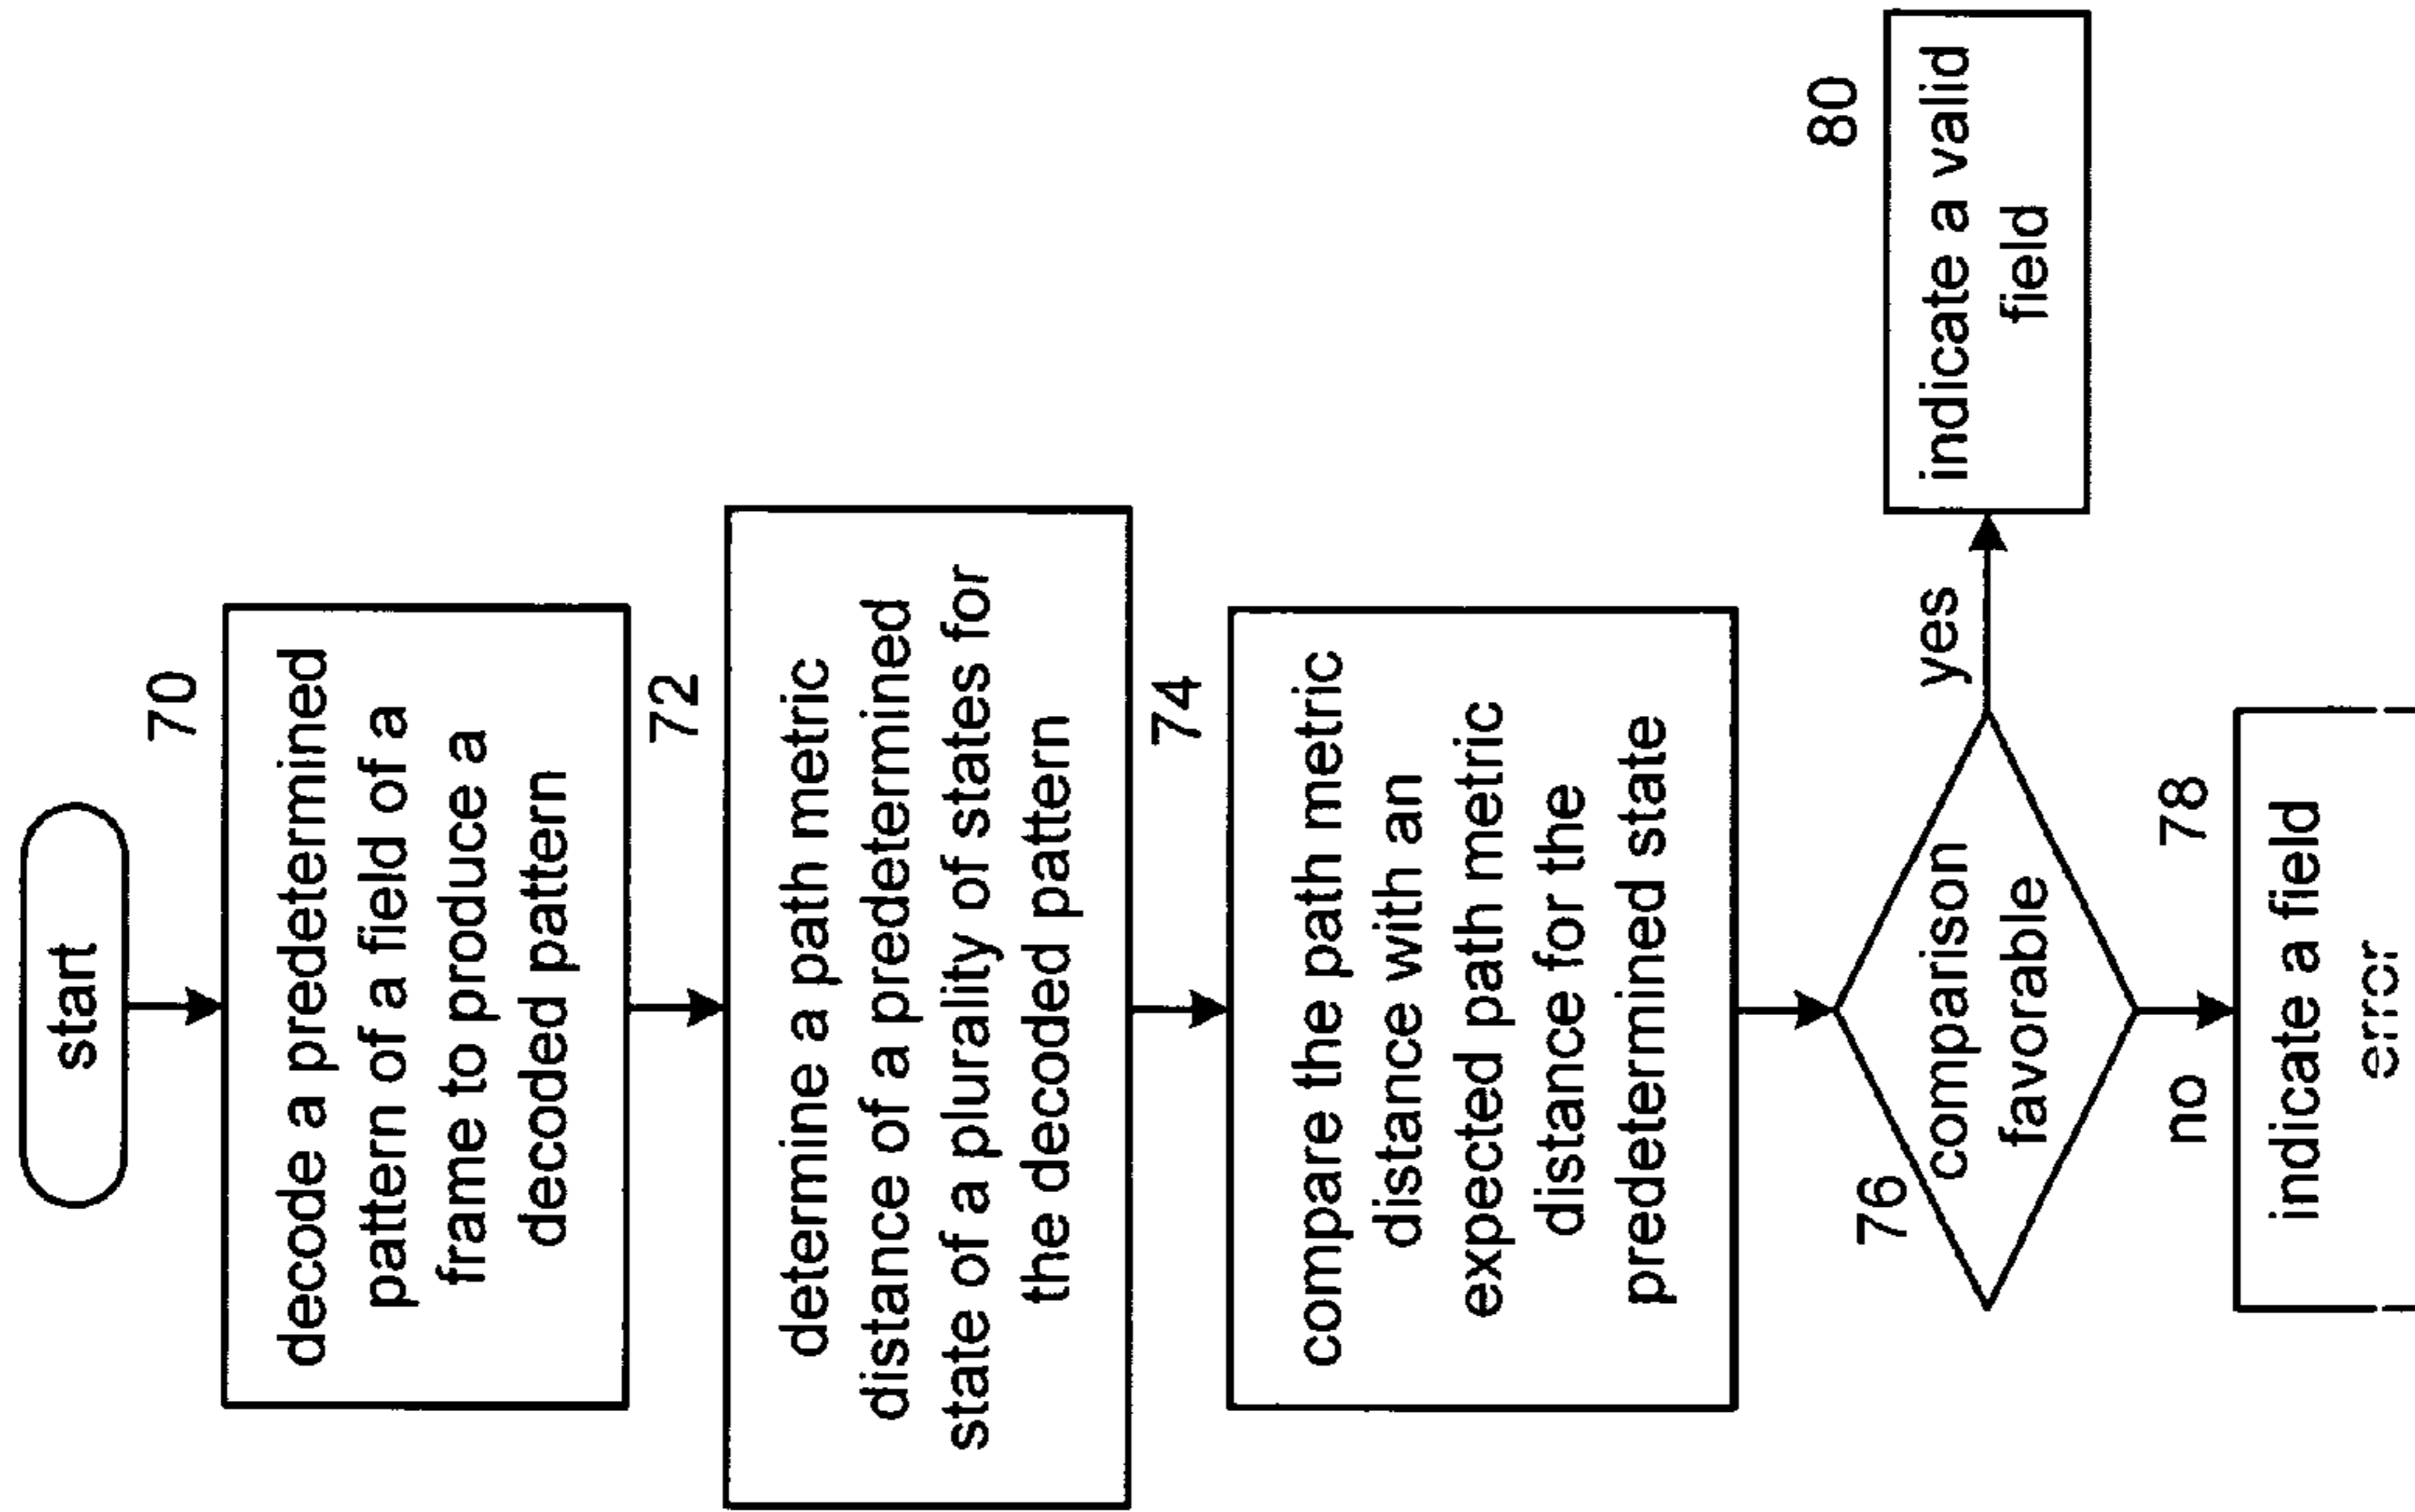 start
70
decode a predetermined
pattern of a field of a
frame to produce a
decoded pattern
72
determine a path metric
distance of a predetermined
state of a plurality of states for
the decoded pattern
74
compare the path metric
distance with an
expected path metric
distance for the
predetermined state
76
comparison
favorable
yes
80
indicate a valid
field
no
78
indicate a field
error